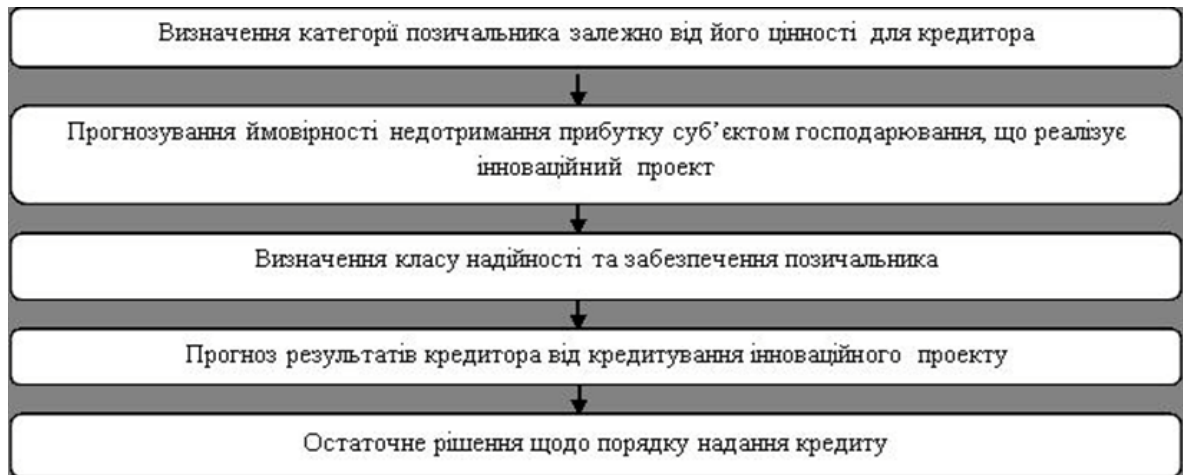 Визначення категорії позичальника залежно від його цінності для кредитора
Прогнозування ймовірності недотримання прибутку суб’єктом господарювання, що реалізує
інноваційний проект
Визначення класу надійності та забезпечення позичальника
Прогноз результатів кредитора від кредитування інноваційного проекту
Остаточне рішення щодо порядку надання кредиту